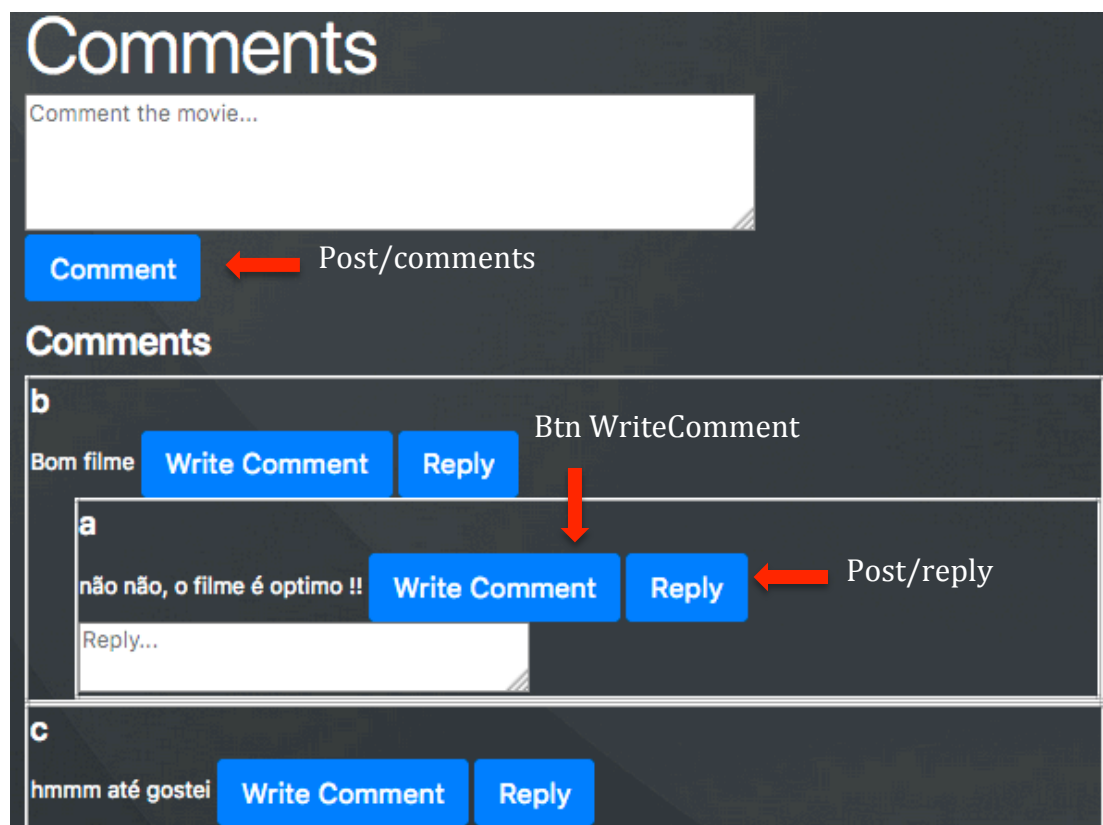 Comments
Comment the movie...
Comment
Post/comments
Comments
b
Btn WriteComment
Bom filme Write Comment Reply
a
não não, o filme é optimo !! Write Comment Reply
Post/reply
Reply...
c
hmmm até gostei Write Comment Reply